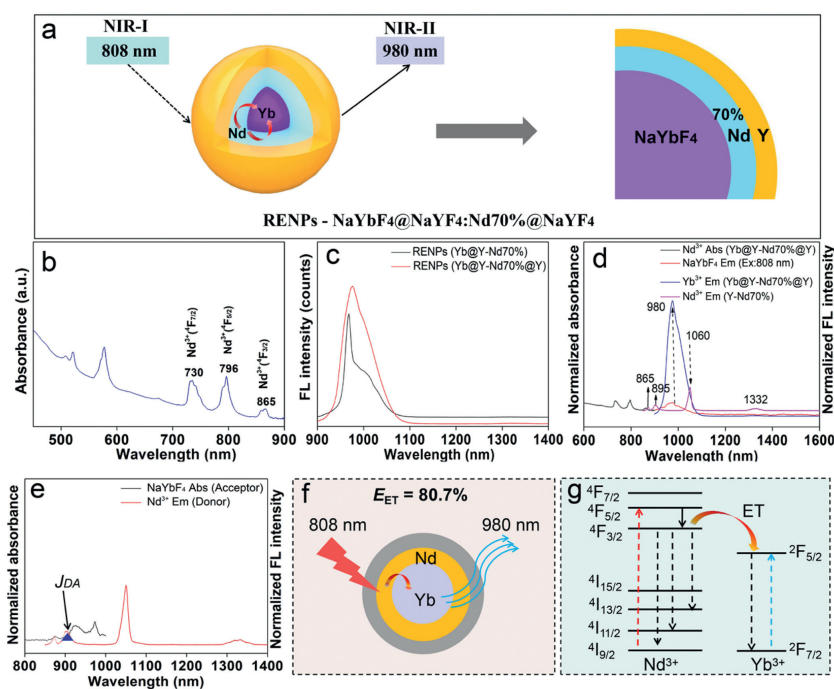 a
NIR-I
808 nm
NIR-II
980 nm
Yb
Nd
NaYbF₄
70%
Nd
Y
RENPs - NaYbF₄@NaYF₄:Nd70%@NaYF₄
b
Absorbance (a.u.)
Nd³⁺(⁴F₇/₂)
730
Nd³⁺(⁴F₅/₂)
796
Nd³⁺(⁴F₃/₂)
865
500 600 700 800 900
Wavelength (nm)
c
FL intensity (counts)
RENPs (Yb@Y-Nd70%)
RENPs (Yb@Y-Nd70%@Y)
900 1000 1100 1200 1300 1400
Wavelength (nm)
d
Normalized absorbance
Normalized FL intensity
Nd³⁺ Abs (Yb@Y-Nd70%@Y)
NaYbF₄ Em (Ex:808 nm)
Yb³⁺ Em (Yb@Y-Nd70%@Y)
Nd³⁺ Em (Y-Nd70%)
980
1060
865
895
1332
600 800 1000 1200 1400 1600
Wavelength (nm)
e
Normalized absorbance
Normalized FL intensity
NaYbF₄ Abs (Acceptor)
Nd³⁺ Em (Donor)
J_DA
800 900 1000 1100 1200 1300 1400
Wavelength (nm)
f
E_ET = 80.7%
808 nm
980 nm
Nd
Yb
g
⁴F₇/₂
⁴F₅/₂
⁴F₃/₂
ET
²F₅/₂
⁴I₁₅/₂
⁴I₁₃/₂
⁴I₁₁/₂
⁴I₉/₂
²F₇/₂
Nd³⁺
Yb³⁺